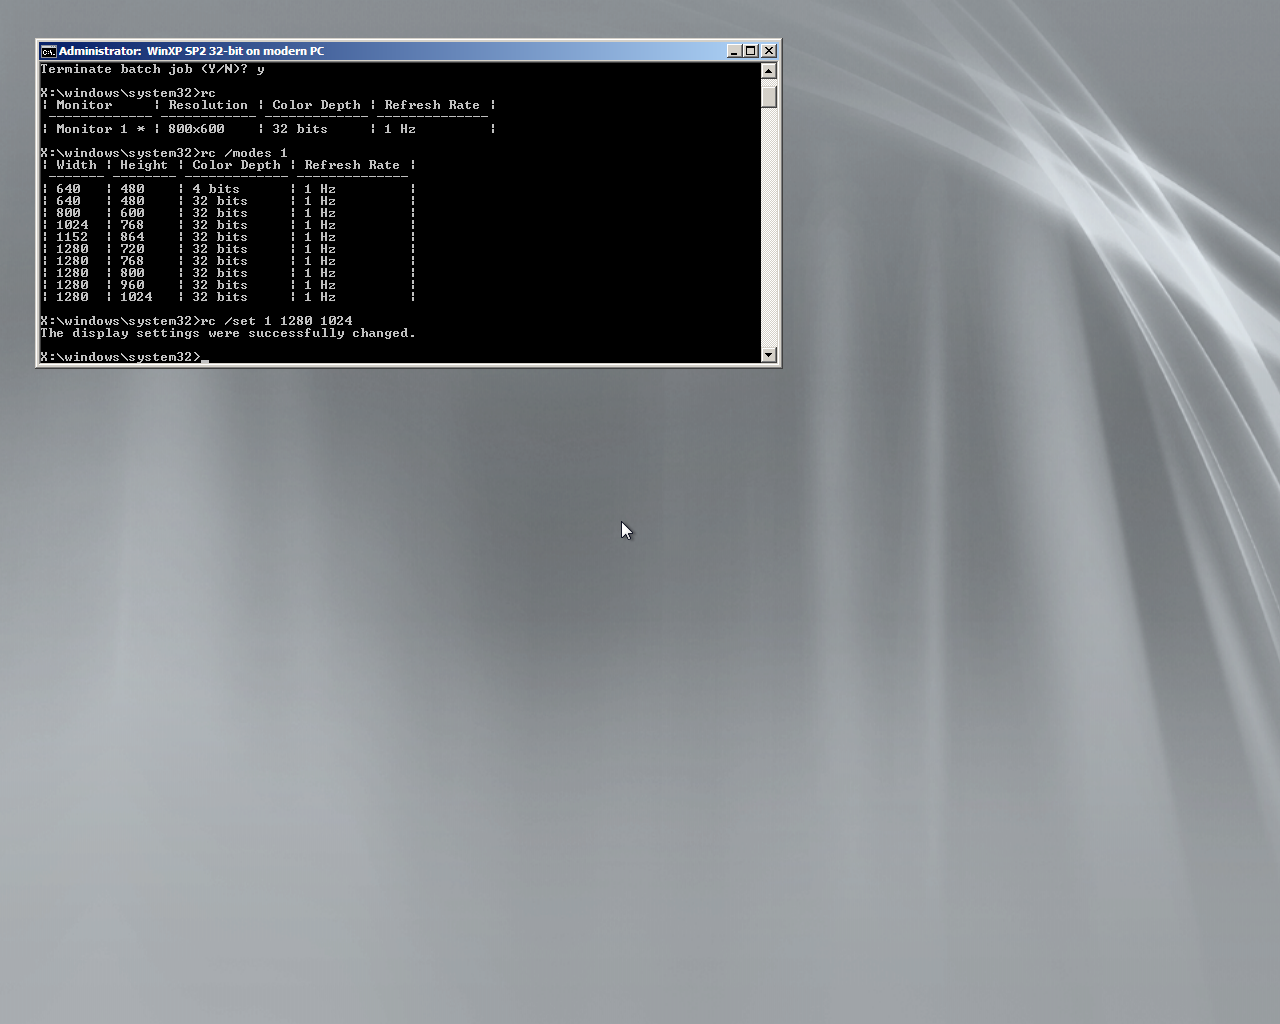 Administrator: WinXP SP2 32-bit on modern PC
Terminate batch job (Y/N)? y
X:\windows\system32>rc
¦ Monitor ¦ Resolution ¦ Color Depth ¦ Refresh Rate ¦
¦ Monitor 1 * ¦ 800x600 ¦ 32 bits ¦ 1 Hz ¦
X:\windows\system32>rc /modes 1
¦ Width ¦ Height ¦ Color Depth ¦ Refresh Rate ¦
¦ 640 ¦ 480 ¦ 4 bits ¦ 1 Hz ¦
¦ 640 ¦ 480 ¦ 32 bits ¦ 1 Hz ¦
¦ 800 ¦ 600 ¦ 32 bits ¦ 1 Hz ¦
¦ 1024 ¦ 768 ¦ 32 bits ¦ 1 Hz ¦
¦ 1152 ¦ 864 ¦ 32 bits ¦ 1 Hz ¦
¦ 1280 ¦ 720 ¦ 32 bits ¦ 1 Hz ¦
¦ 1280 ¦ 768 ¦ 32 bits ¦ 1 Hz ¦
¦ 1280 ¦ 800 ¦ 32 bits ¦ 1 Hz ¦
¦ 1280 ¦ 960 ¦ 32 bits ¦ 1 Hz ¦
¦ 1280 ¦ 1024 ¦ 32 bits ¦ 1 Hz ¦
X:\windows\system32>rc /set 1 1280 1024
The display settings were successfully changed.
X:\windows\system32>_